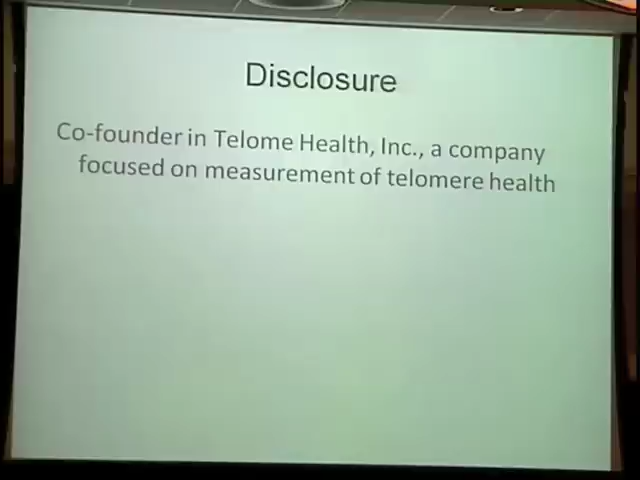 Disclosure
Co-founder in Telome Health, Inc., a company
focused on measurement of telomere health